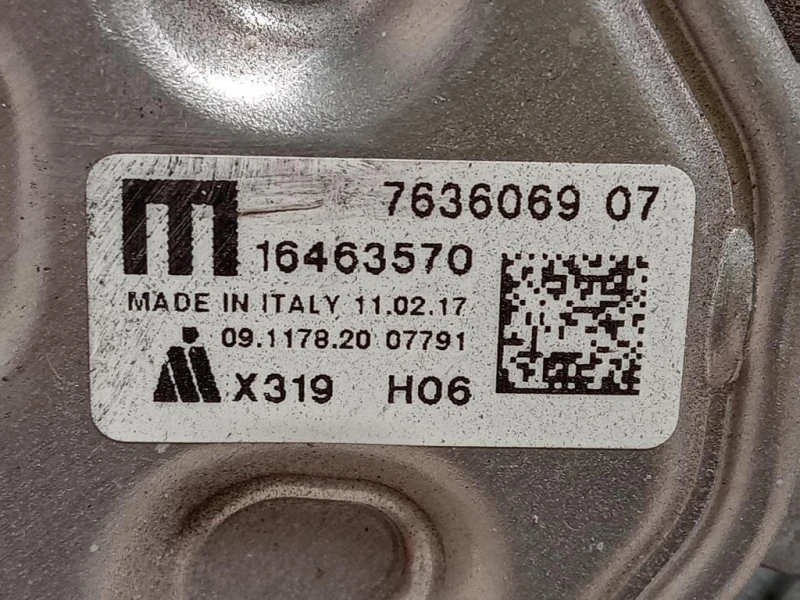 7636069 07
m 16463570
MADE IN ITALY 11.02.17
09.1178.20 07791
X319 H06